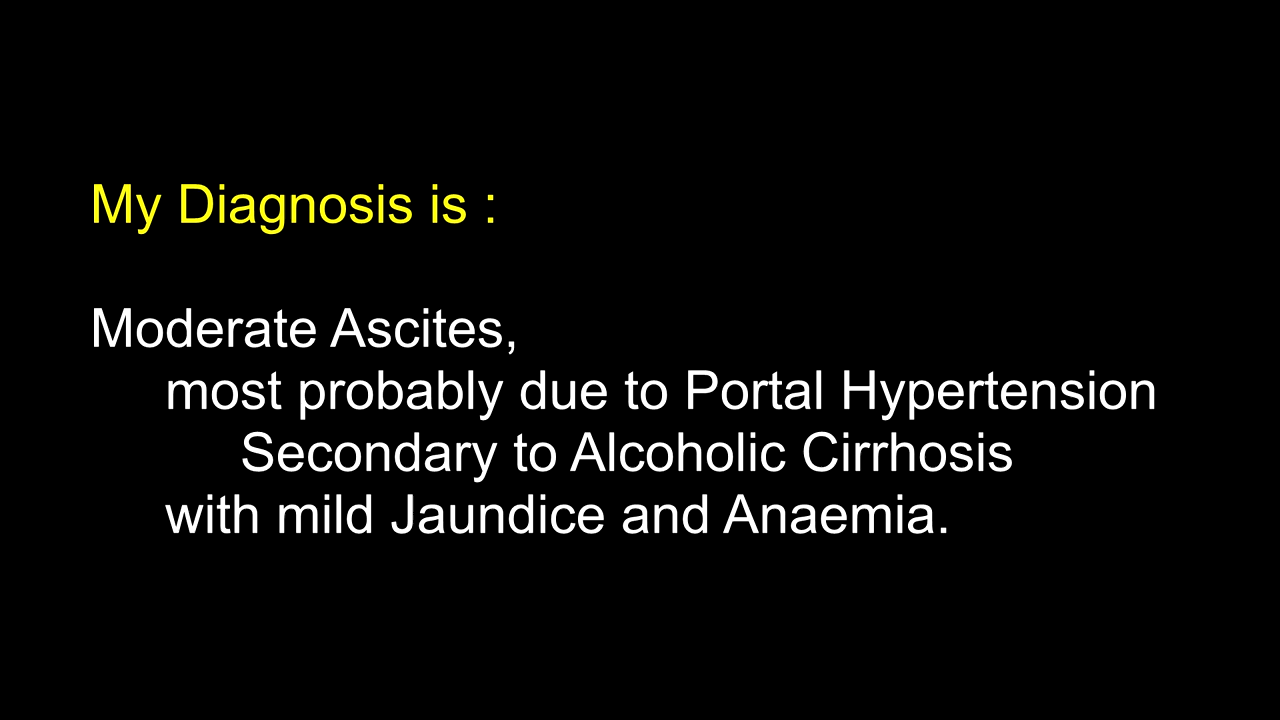 My Diagnosis is :
Moderate Ascites,
most probably due to Portal Hypertension
Secondary to Alcoholic Cirrhosis
with mild Jaundice and Anaemia.